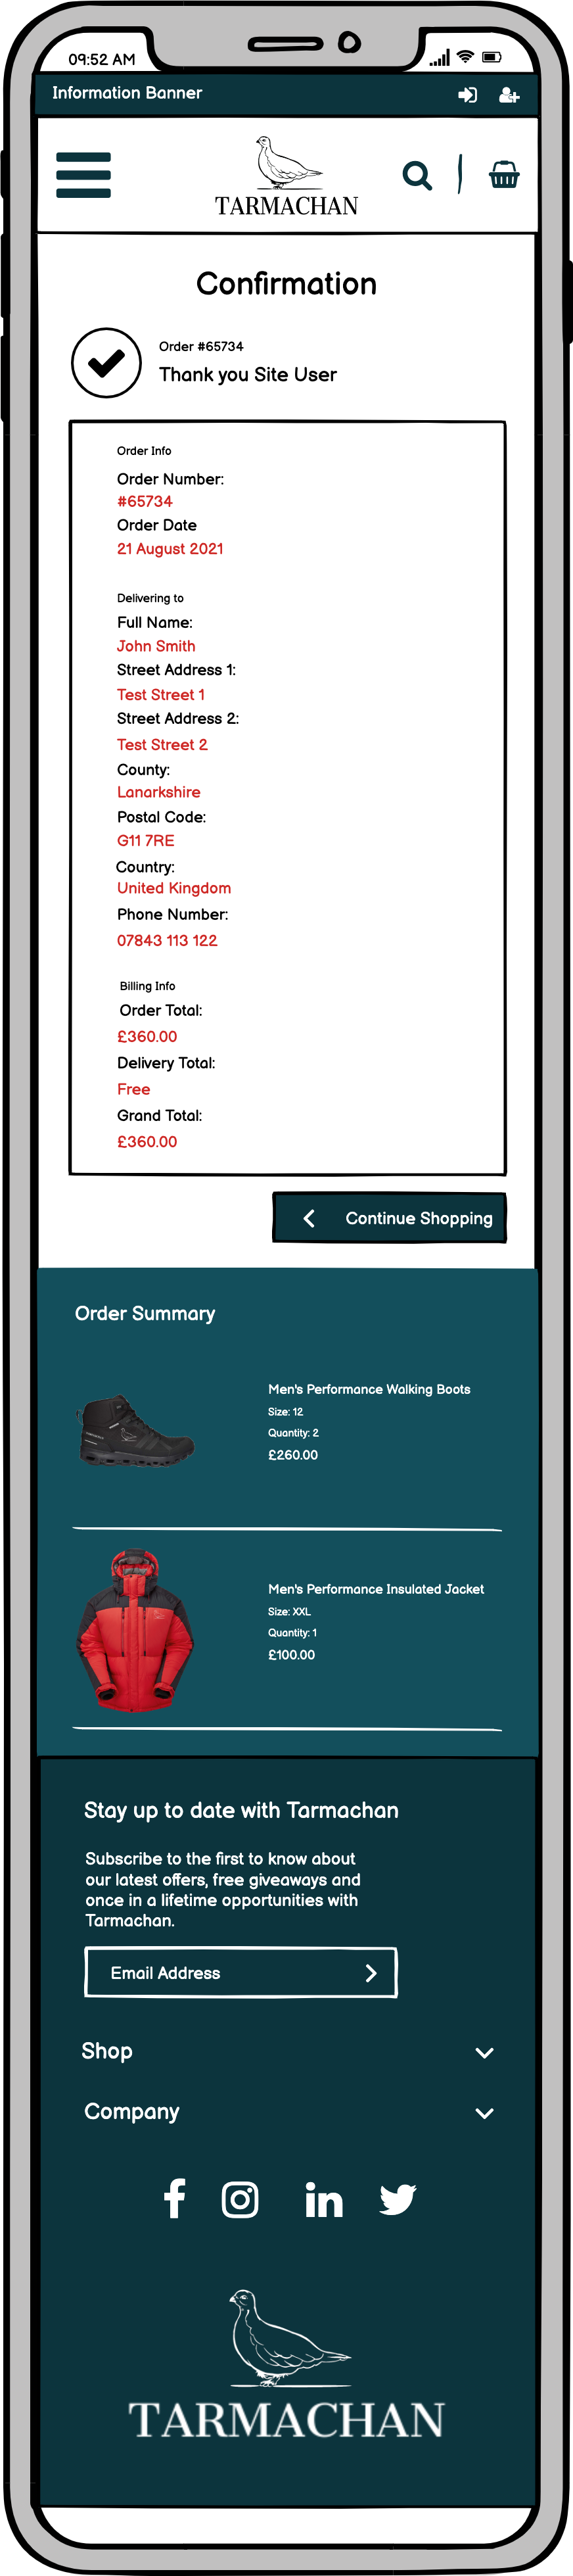 09:52 AM
Information Banner
TARMACHAN
Confirmation
Order #65734
Thank you Site User
Order Info
Order Number:
#65734
Order Date
21 August 2021
Delivering to
Full Name:
John Smith
Street Address 1:
Test Street 1
Street Address 2:
Test Street 2
County:
Lanarkshire
Postal Code:
G11 7RE
Country:
United Kingdom
Phone Number:
07843 113 122
Billing Info
Order Total:
£360.00
Delivery Total:
Free
Grand Total:
£360.00
Continue Shopping
Order Summary
Men's Performance Walking Boots
Size: 12
Quantity: 2
£260.00
Men's Performance Insulated Jacket
Size: XXL
Quantity: 1
£100.00
Stay up to date with Tarmachan
Subscribe to the first to know about
our latest offers, free giveaways and
once in a lifetime opportunities with
Tarmachan.
Email Address
Shop
Company
TARMACHAN